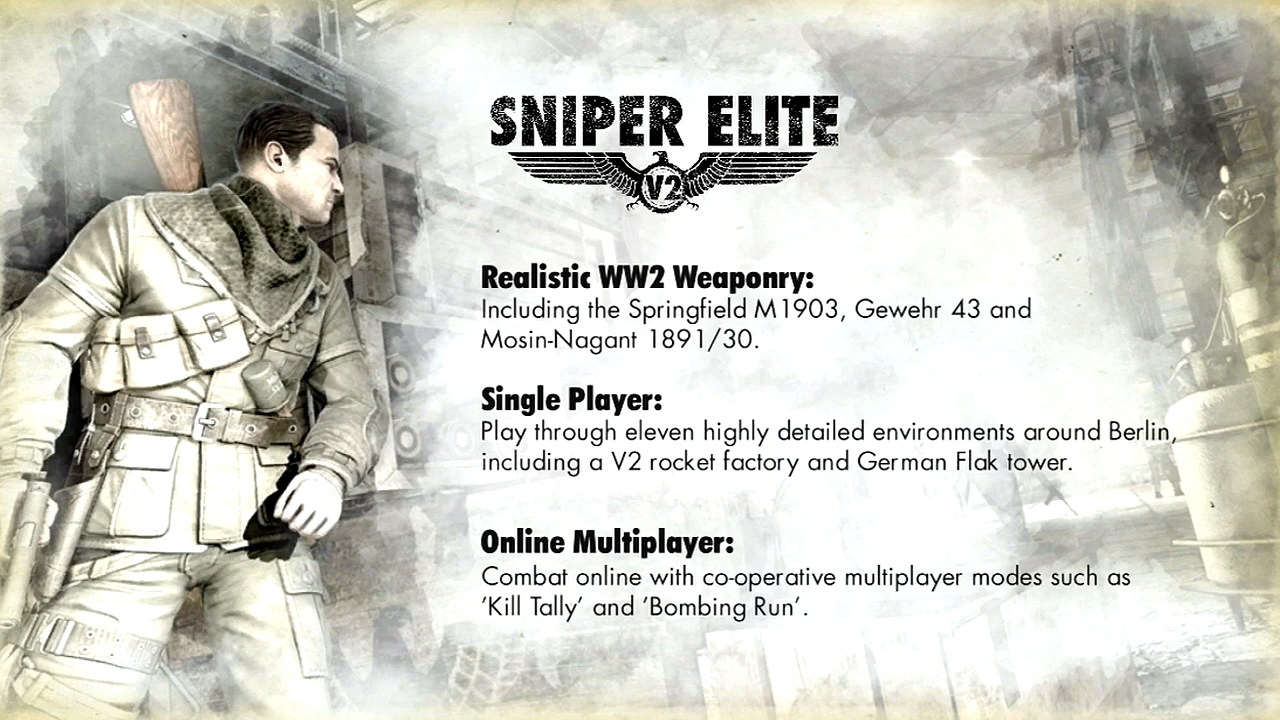 SNIPER ELITE
V2
Realistic WW2 Weaponry:
Including the Springfield M1903, Gewehr 43 and
Mosin-Nagant 1891/30.
Single Player:
Play through eleven highly detailed environments around Berlin,
including a V2 rocket factory and German Flak tower.
Online Multiplayer:
Combat online with co-operative multiplayer modes such as
'Kill Tally' and 'Bombing Run'.